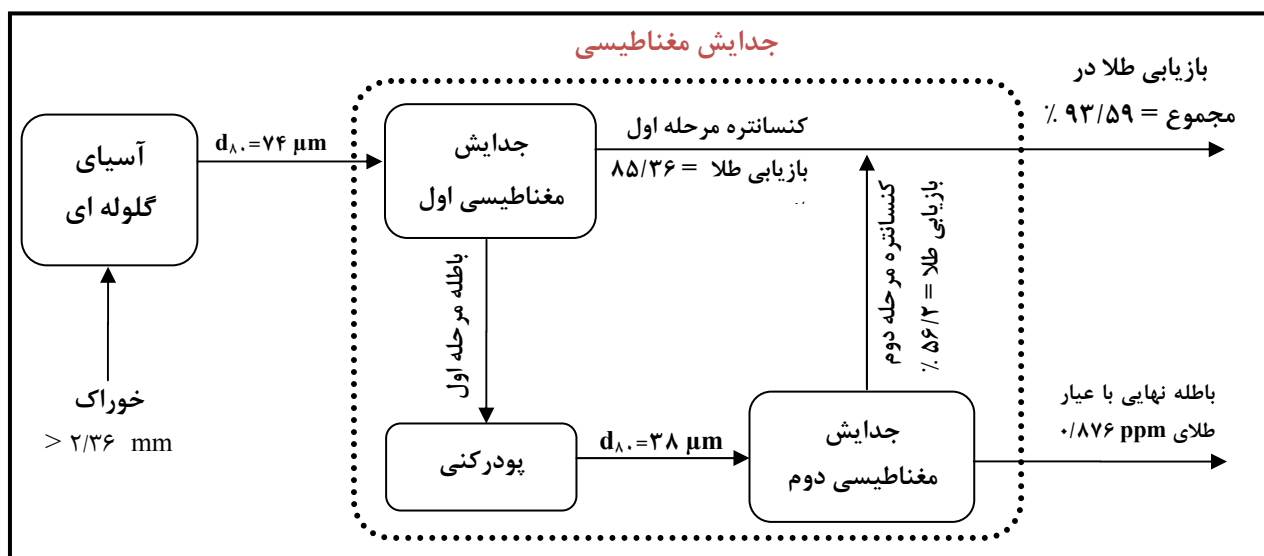 جدایش مغناطیسی
آسیای
گلوله ای
d₈₀=۷۴ µm
جدایش
مغناطیسی اول
کنسانتره مرحله اول
بازیابی طلا = ۸۵/۳۶
بازیابی طلا در
مجموع = ۹۳/۵۹ ٪
خوراک
> ۲/۳۶ mm
باطله مرحله اول
پودرکنی
d₈₀=۳۸ µm
جدایش
مغناطیسی دوم
کنسانتره مرحله دوم
بازیابی طلا = ۵۶/۲ ٪
باطله نهایی با عیار
طلای ۰/۸۷۶ ppm